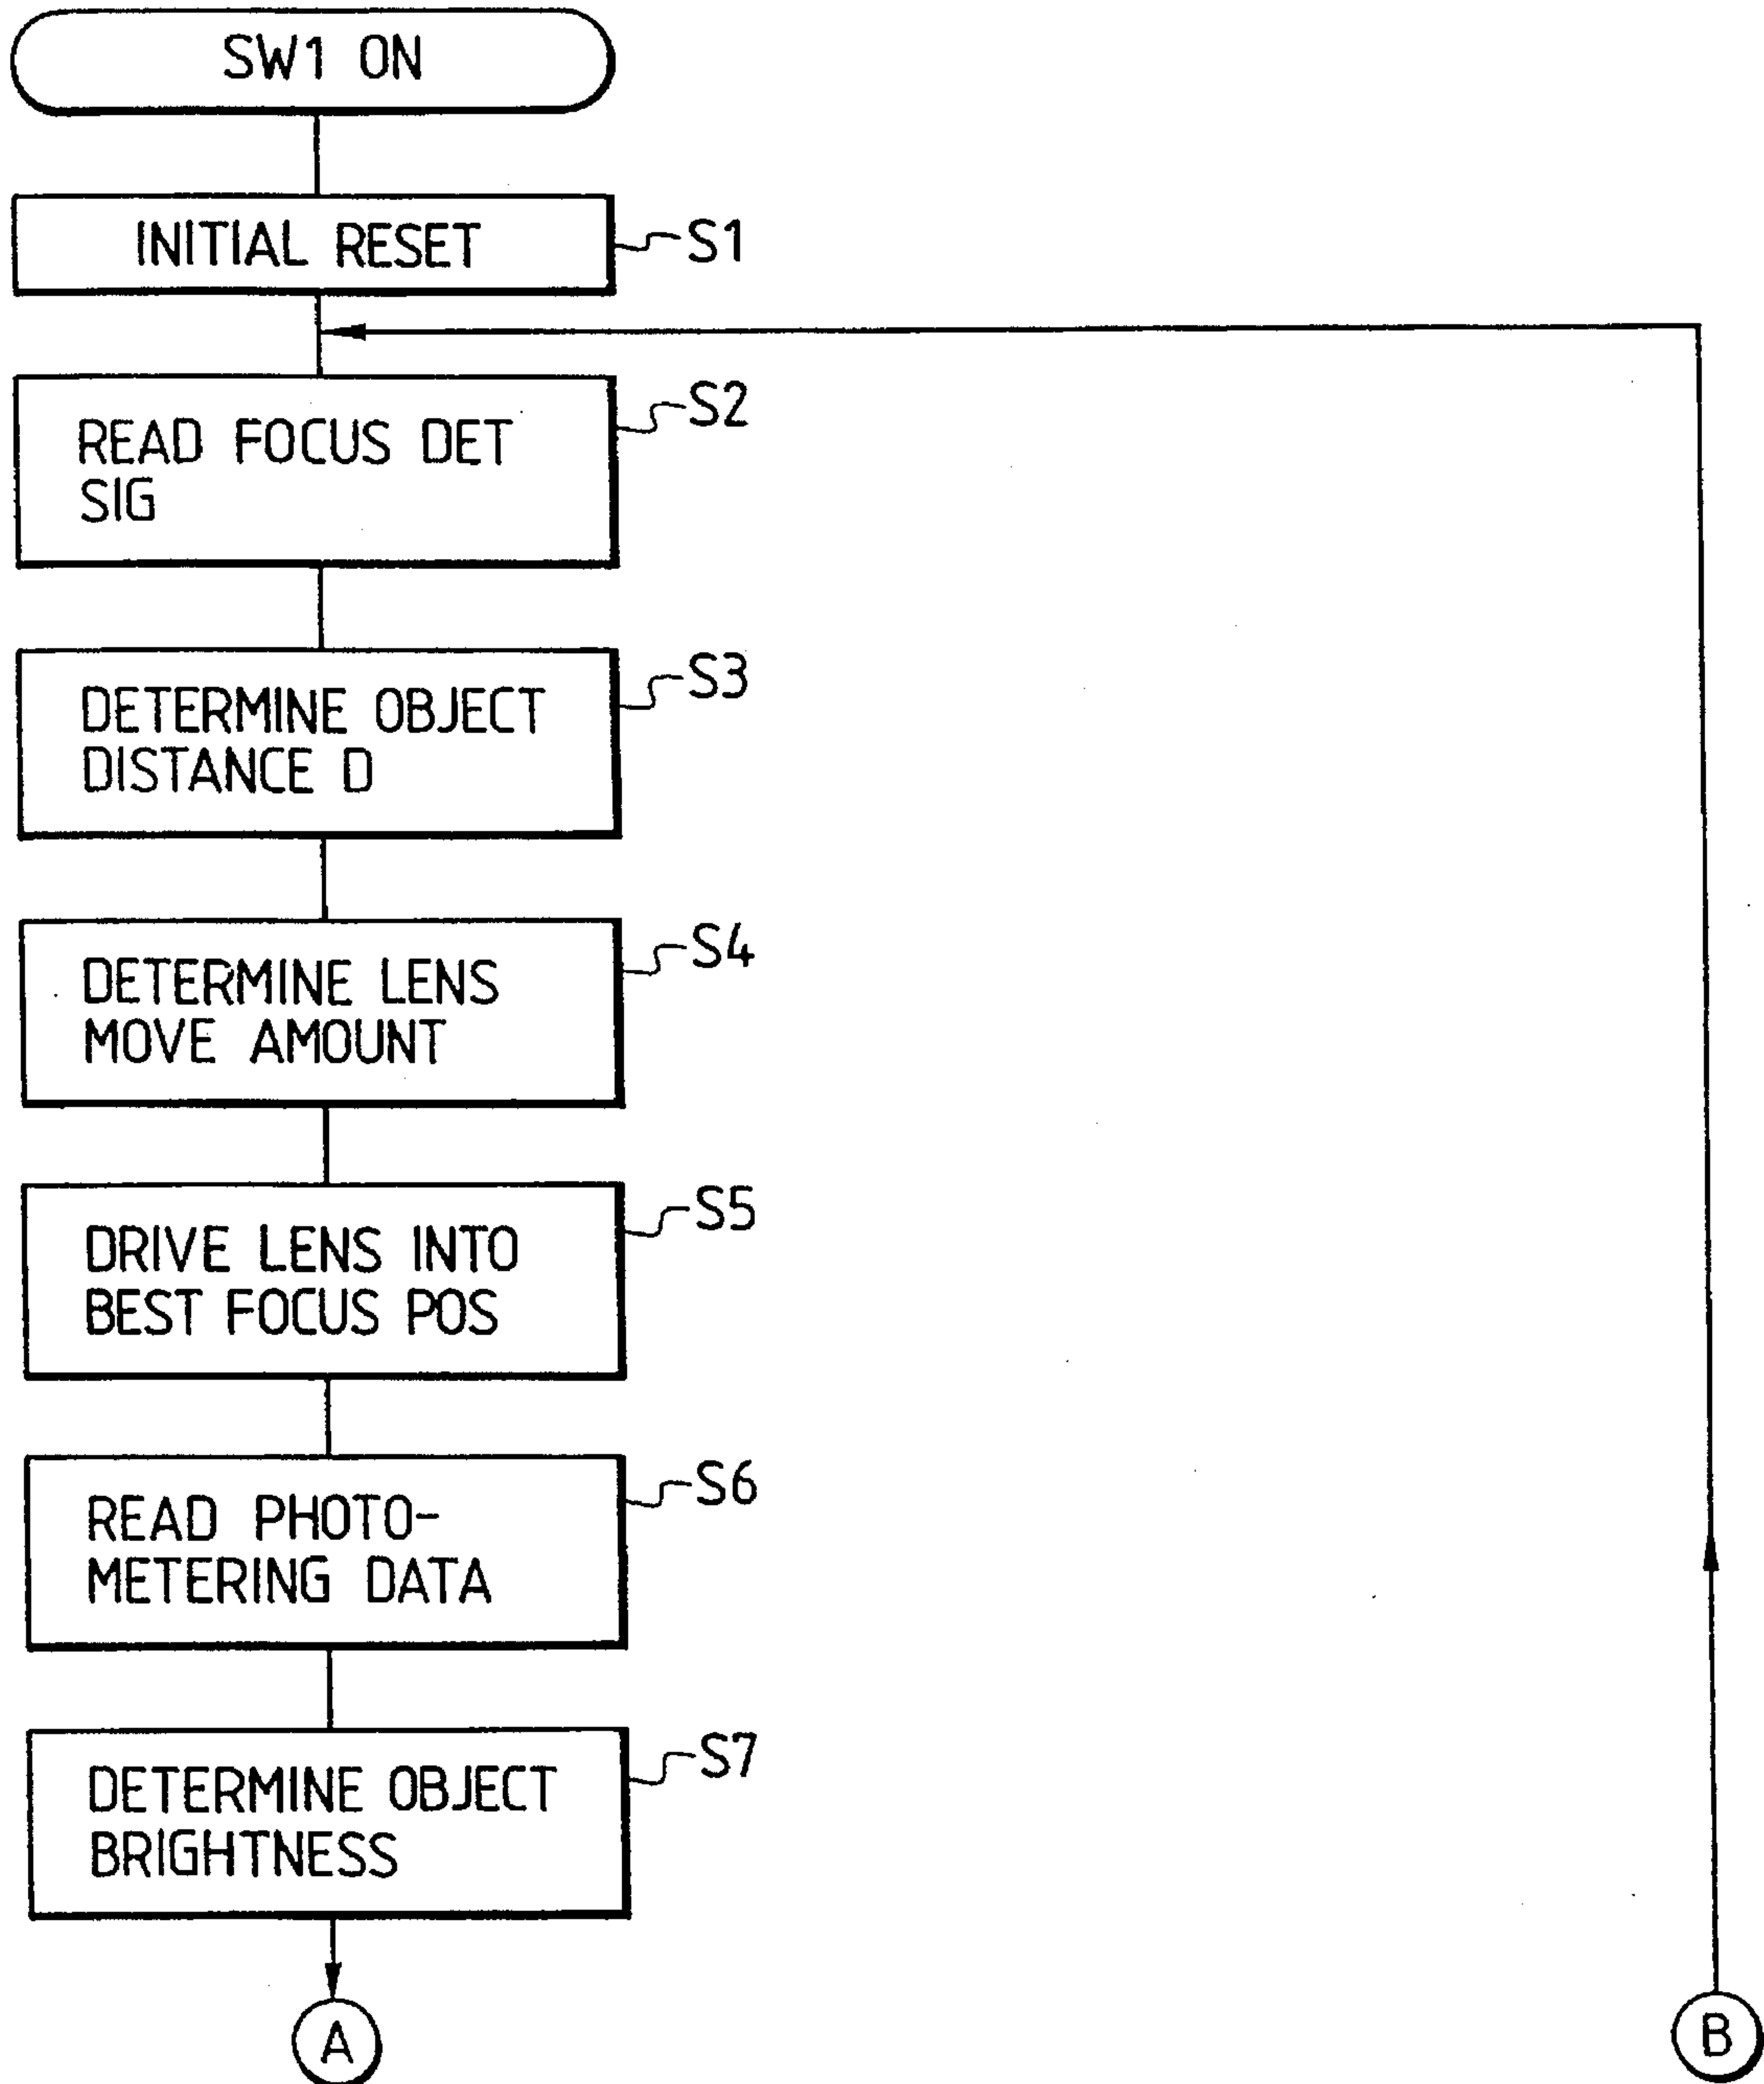 SW1 ON
INITIAL RESET
S1
READ FOCUS DET
SIG
S2
DETERMINE OBJECT
DISTANCE D
S3
DETERMINE LENS
MOVE AMOUNT
S4
DRIVE LENS INTO
BEST FOCUS POS
S5
READ PHOTO-
METERING DATA
S6
DETERMINE OBJECT
BRIGHTNESS
S7
A
B